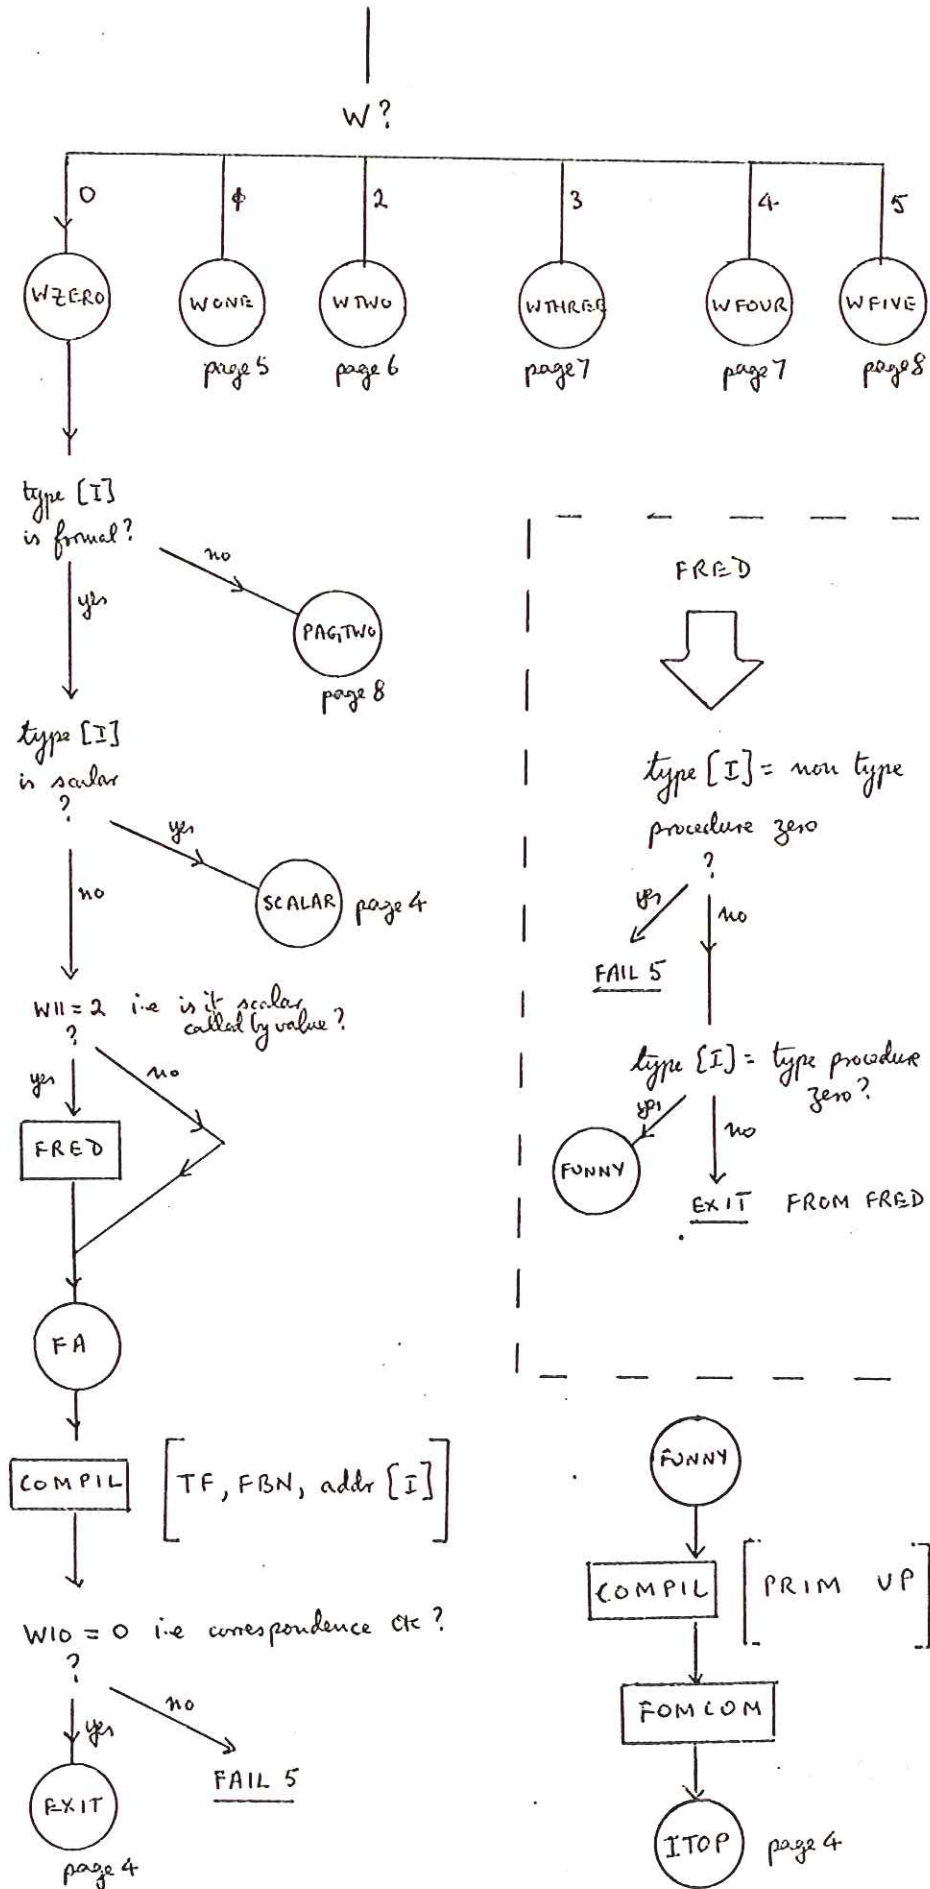 W?
0 1 2 3 4 5
WZERO WONE WTWO WTHREE WFOUR WFIVE
page 5 page 6 page 7 page 7 page 8
type [I]
is formal?
no
yes
PAGTWO
page 8
type [I]
is scalar
?
yes
no
SCALAR page 4
W11 = 2 i.e is it scalar
called by value?
?
yes no
FRED
FA
COMPIL [TF, FBN, addr [I]]
W10 = 0 i.e correspondence OK?
?
no
yes
FAIL 5
EXIT
page 4
FRED
type [I] = non type
procedure zero
?
yes no
FAIL 5
type [I] = type procedure
zero?
yes no
FUNNY
EXIT FROM FRED
FUNNY
COMPIL [PRIM UP]
FOMCOM
ITOP page 4